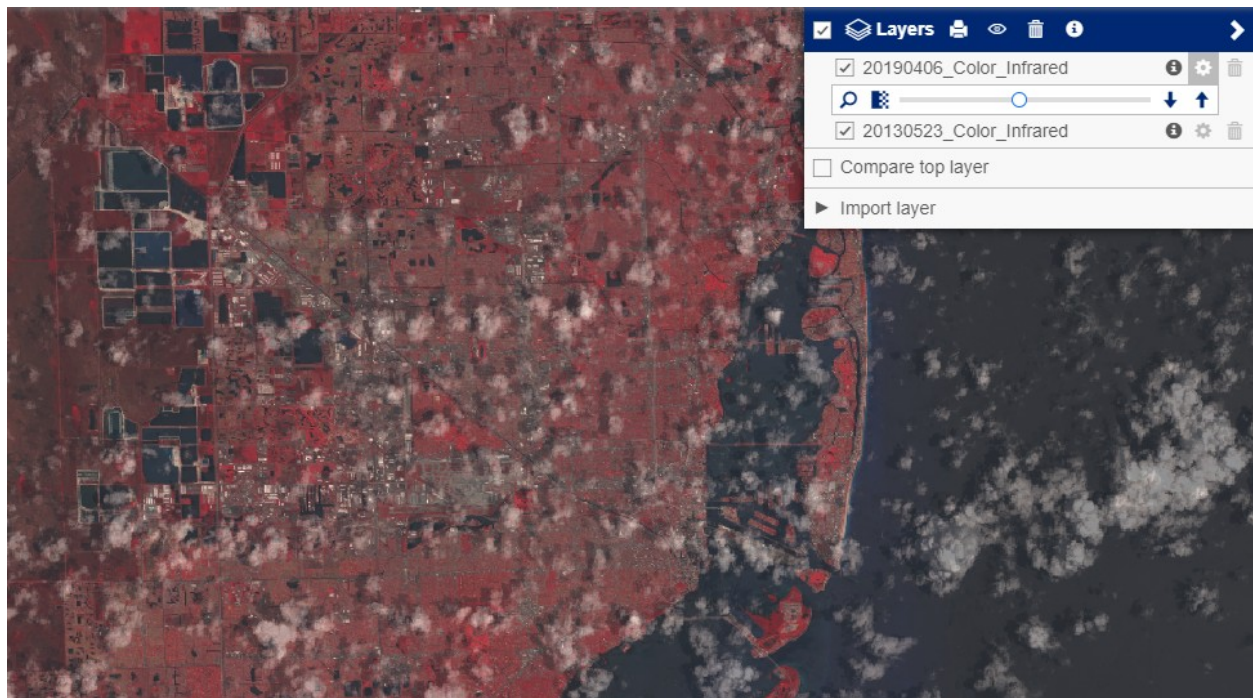 Layers
20190406_Color_Infrared
20130523_Color_Infrared
Compare top layer
Import layer